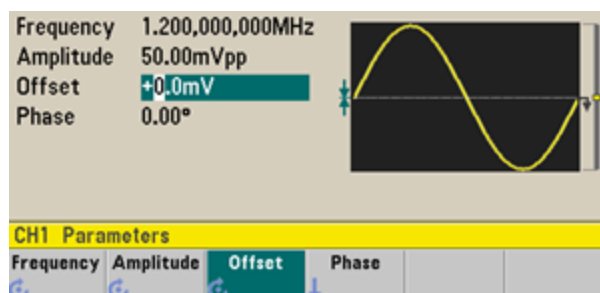 Frequency 1.200,000,000MHz
Amplitude 50.00mVpp
Offset +0.0mV
Phase 0.00°
CH1 Parameters
Frequency Amplitude Offset Phase